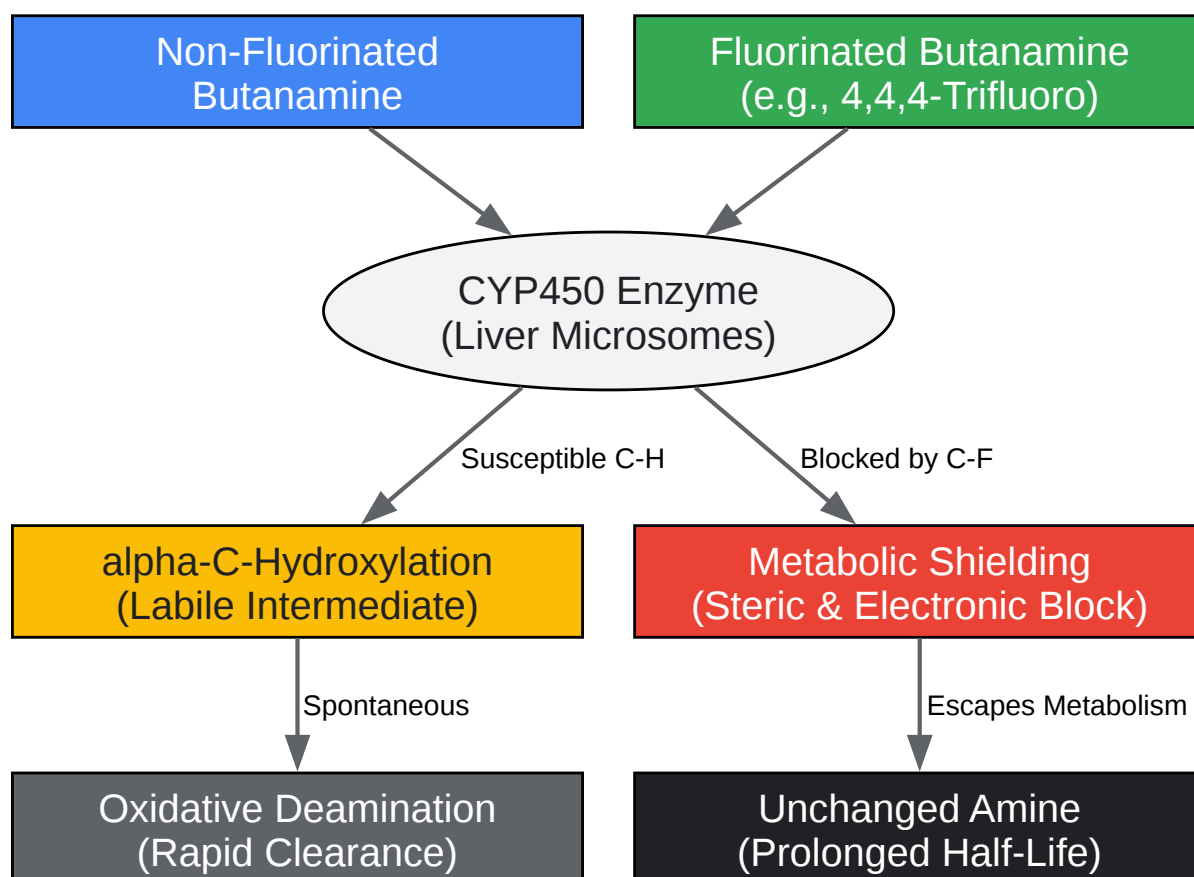 Non-Fluorinated
Butanamine
Fluorinated Butanamine
(e.g., 4,4,4-Trifluoro)
CYP450 Enzyme
(Liver Microsomes)
Susceptible C-H
Blocked by C-F
alpha-C-Hydroxylation
(Labile Intermediate)
Metabolic Shielding
(Steric & Electronic Block)
Spontaneous
Escapes Metabolism
Oxidative Deamination
(Rapid Clearance)
Unchanged Amine
(Prolonged Half-Life)